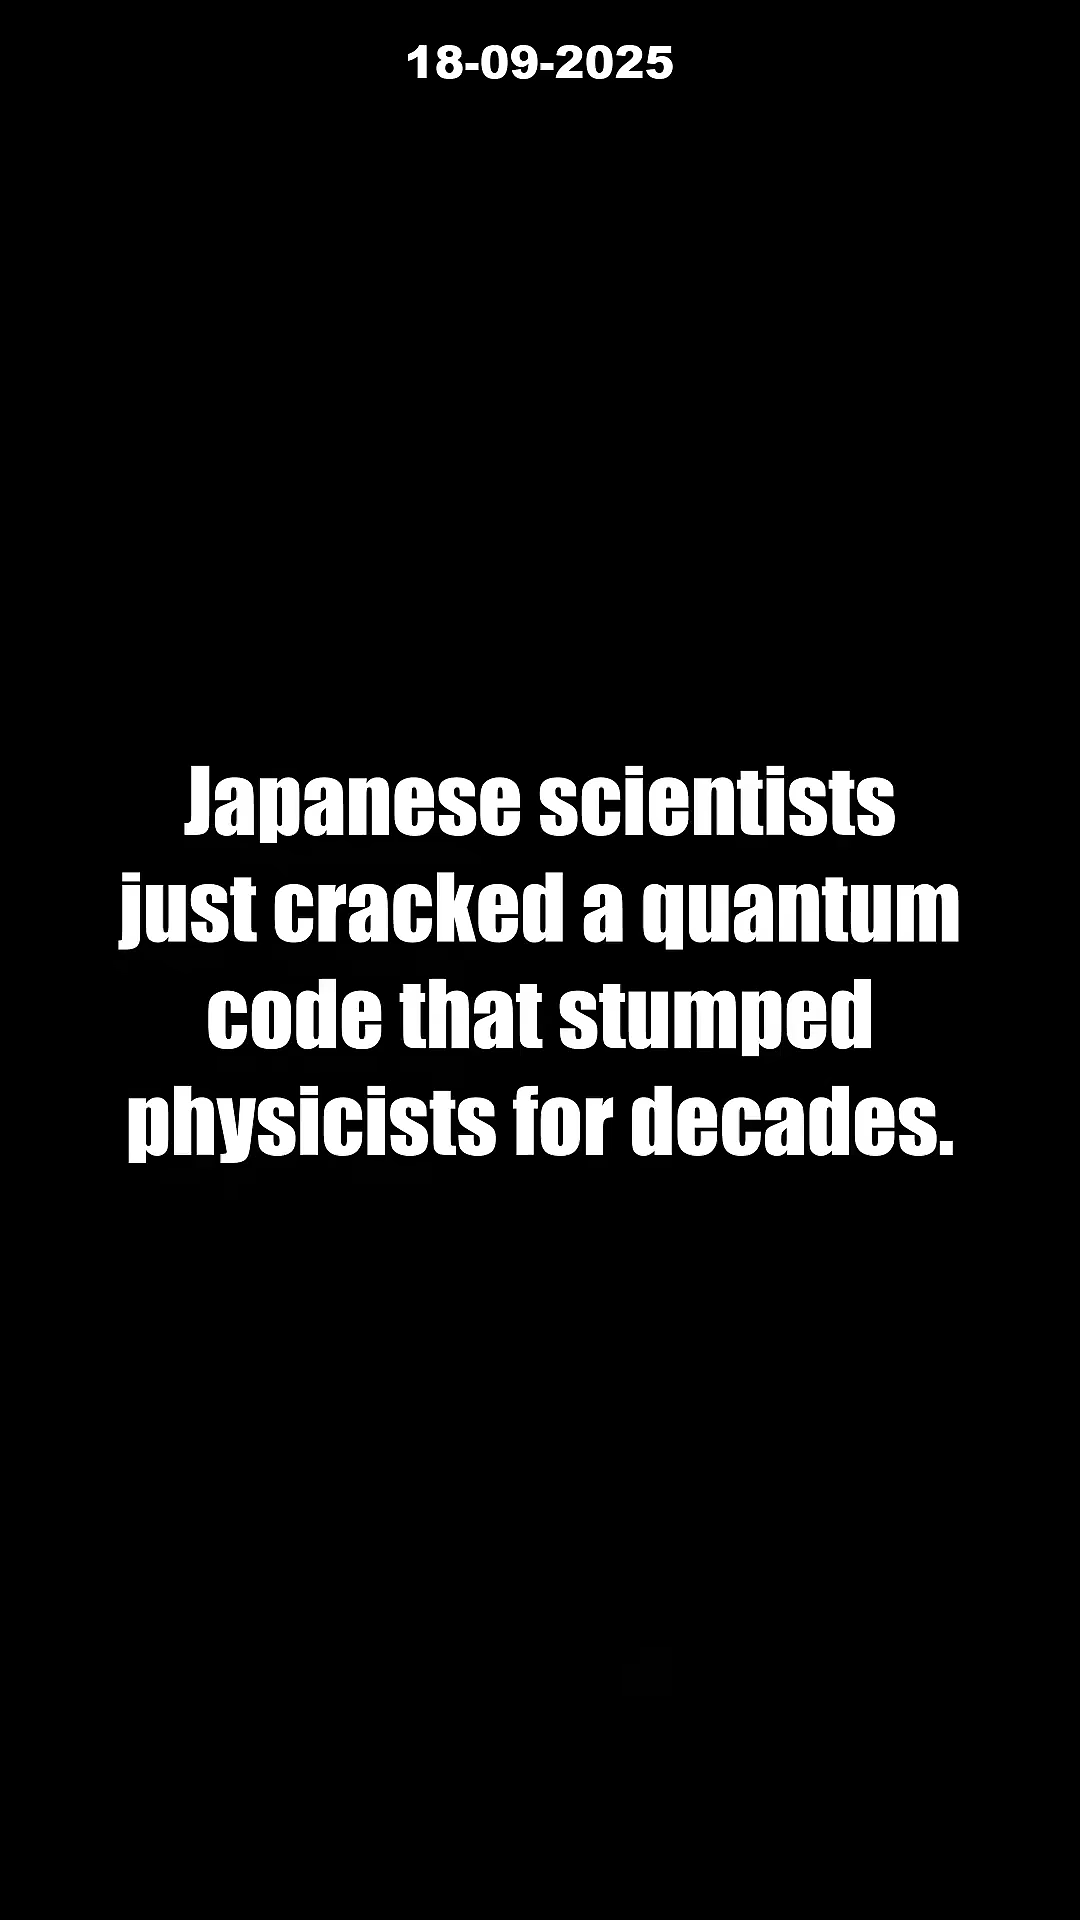 18-09-2025
Japanese scientists
just cracked a quantum
code that stumped
physicists for decades.